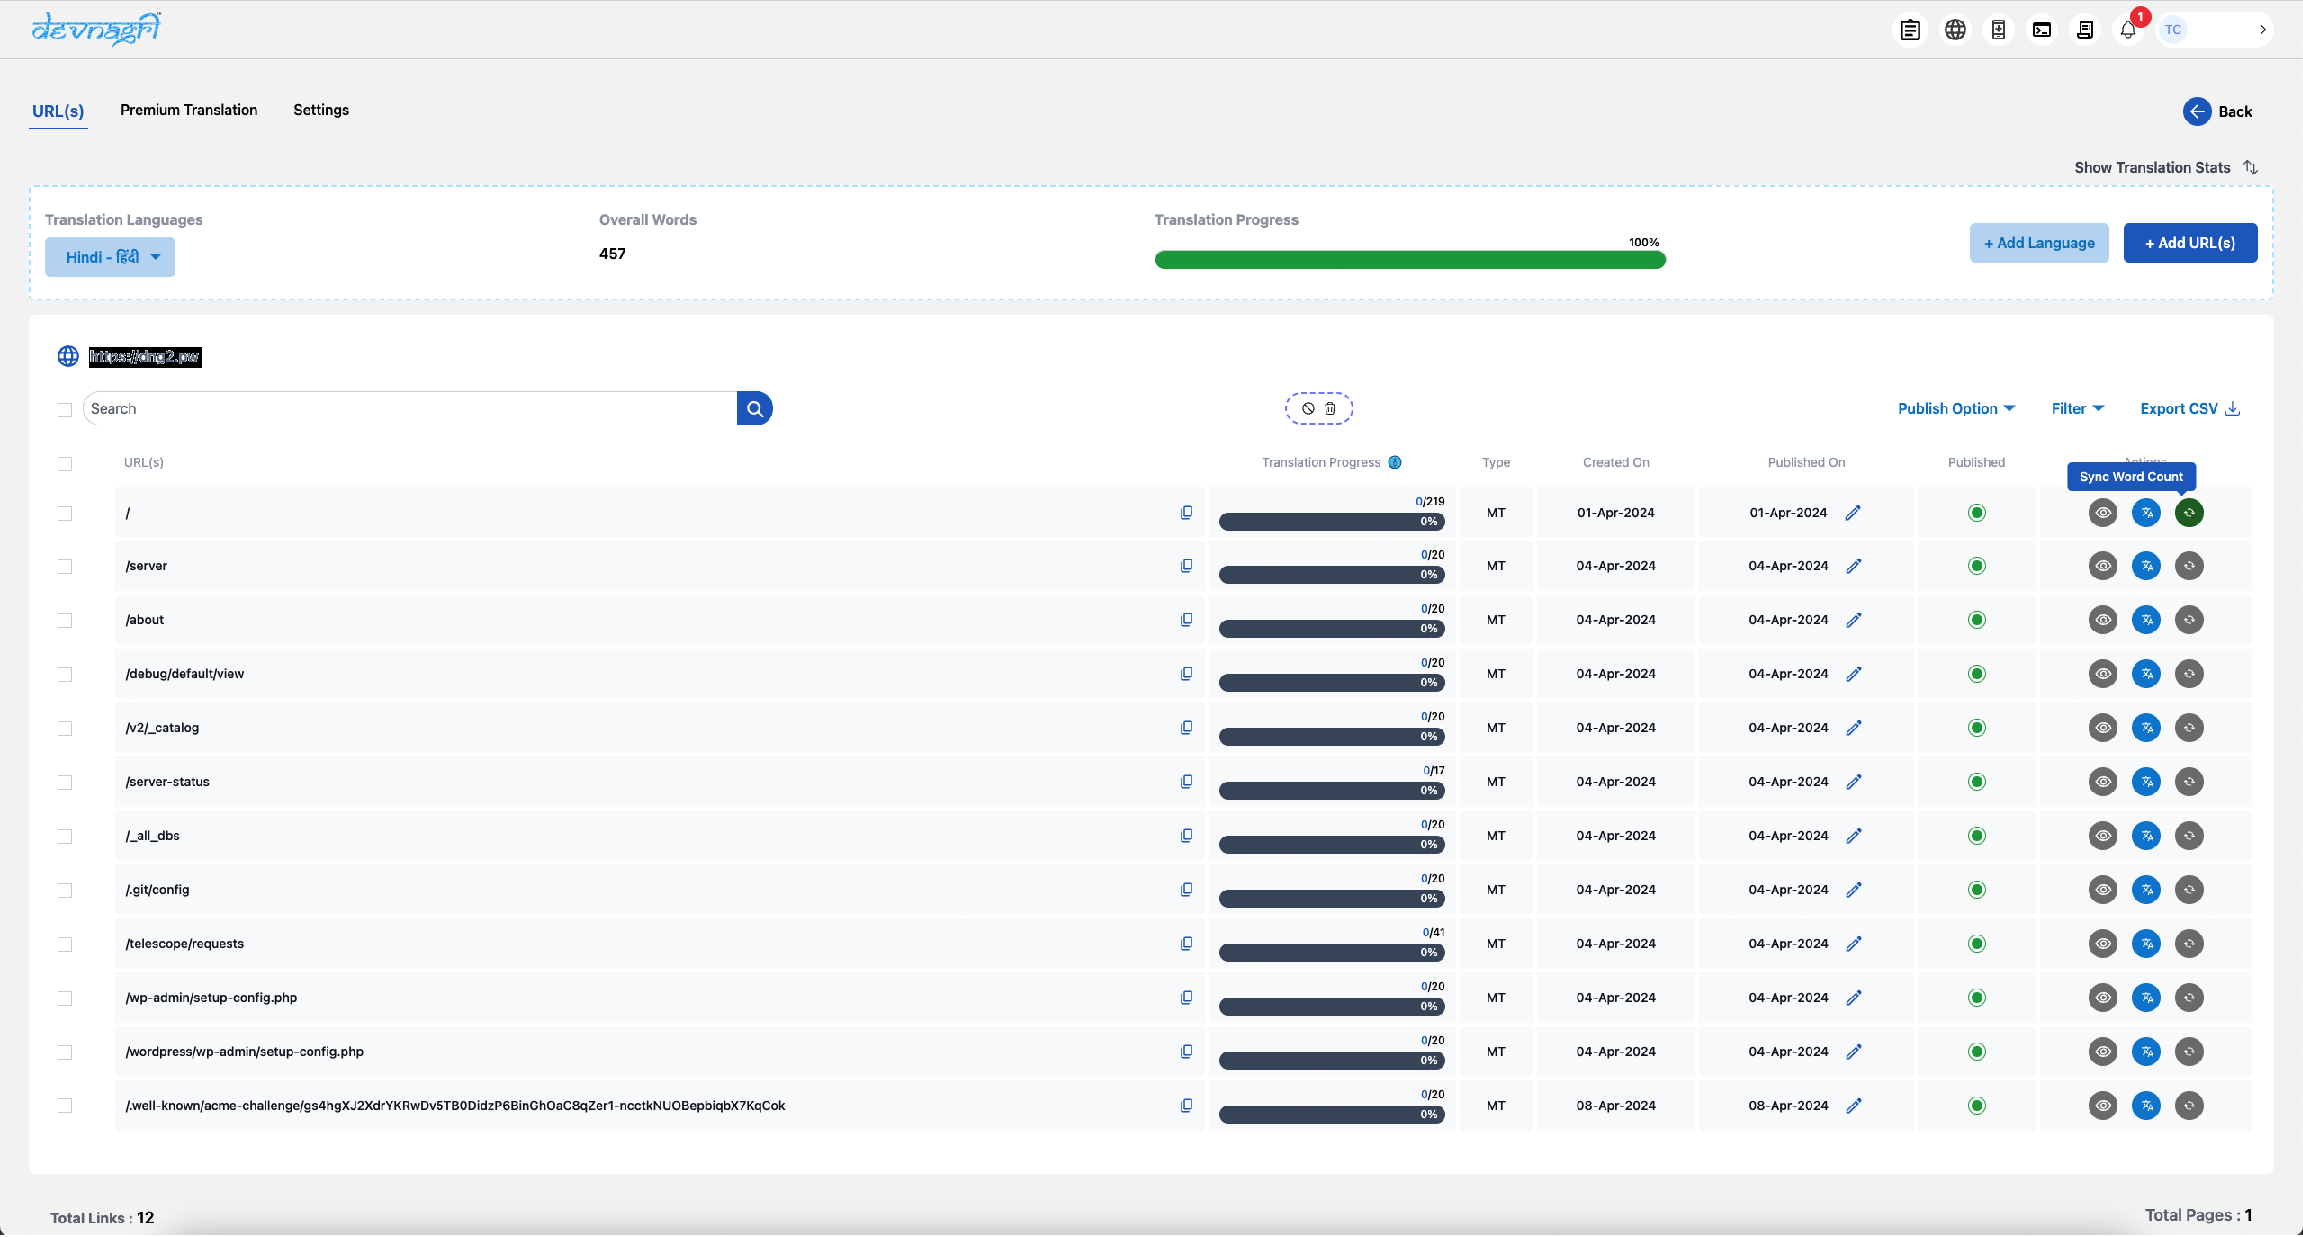 devnagri
1
TC
URL(s) Premium Translation Settings
Back
Show Translation Stats
Translation Languages Overall Words Translation Progress
100%
Hindi - हिंदी 457
+ Add Language + Add URL(s)
https://dng2.pw
Search
Publish Option Filter Export CSV
URL(s) Translation Progress Type Created On Published On Published
Sync Word Count
/ 0/219 0% MT 01-Apr-2024 01-Apr-2024
/server 0/20 0% MT 04-Apr-2024 04-Apr-2024
/about 0/20 0% MT 04-Apr-2024 04-Apr-2024
/debug/default/view 0/20 0% MT 04-Apr-2024 04-Apr-2024
/v2/_catalog 0/20 0% MT 04-Apr-2024 04-Apr-2024
/server-status 0/17 0% MT 04-Apr-2024 04-Apr-2024
/_all_dbs 0/20 0% MT 04-Apr-2024 04-Apr-2024
/.git/config 0/20 0% MT 04-Apr-2024 04-Apr-2024
/telescope/requests 0/41 0% MT 04-Apr-2024 04-Apr-2024
/wp-admin/setup-config.php 0/20 0% MT 04-Apr-2024 04-Apr-2024
/wordpress/wp-admin/setup-config.php 0/20 0% MT 04-Apr-2024 04-Apr-2024
/.well-known/acme-challenge/gs4hgXJ2XdrYKRwDv5TB0DidzP6BinGhOaC8qZer1-ncctkNUOBepbiqbX7KqCok 0/20 0% MT 08-Apr-2024 08-Apr-2024
Total Links : 12
Total Pages : 1